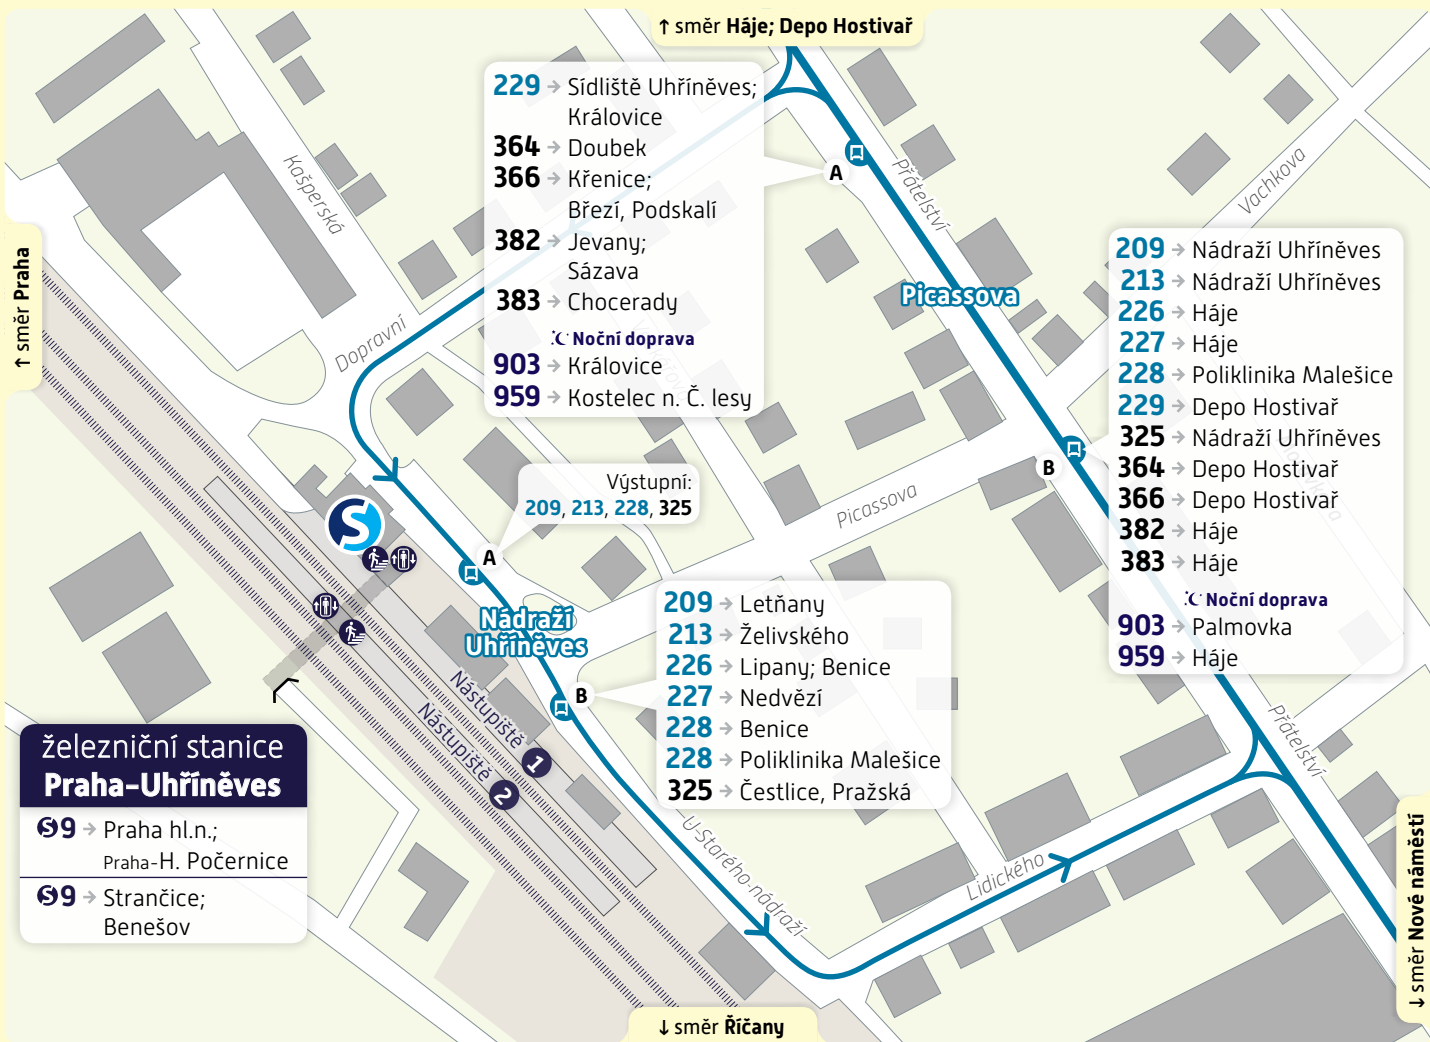 ↑ směr Háje; Depo Hostivař
229 → Sídliště Uhříněves;
Královice
364 → Doubek
366 → Křenice;
Březí, Podskalí
382 → Jevany;
Sázava
383 → Chocerady
Noční doprava
903 → Královice
959 → Kostelec n. Č. lesy
Kašperská
Přátelství
Vachkova
A
↑ směr Praha
Dopravní
Picassova
209 → Nádraží Uhříněves
213 → Nádraží Uhříněves
226 → Háje
227 → Háje
228 → Poliklinika Malešice
229 → Depo Hostivař
325 → Nádraží Uhříněves
364 → Depo Hostivař
366 → Depo Hostivař
382 → Háje
383 → Háje
Noční doprava
903 → Palmovka
959 → Háje
B
Picassova
Výstupní:
209, 213, 228, 325
S
A
Nádraží
Uhříněves
B
209 → Letňany
213 → Želivského
226 → Lipany; Benice
227 → Nedvězí
228 → Benice
228 → Poliklinika Malešice
325 → Čestlice, Pražská
Nástupiště 1
Nástupiště 2
železniční stanice
Praha-Uhříněves
S9 → Praha hl.n.;
Praha-H. Počernice
S9 → Strančice;
Benešov
U Starého nádraží
Lidického
Přátelství
↓ směr Nové náměstí
↓ směr Říčany